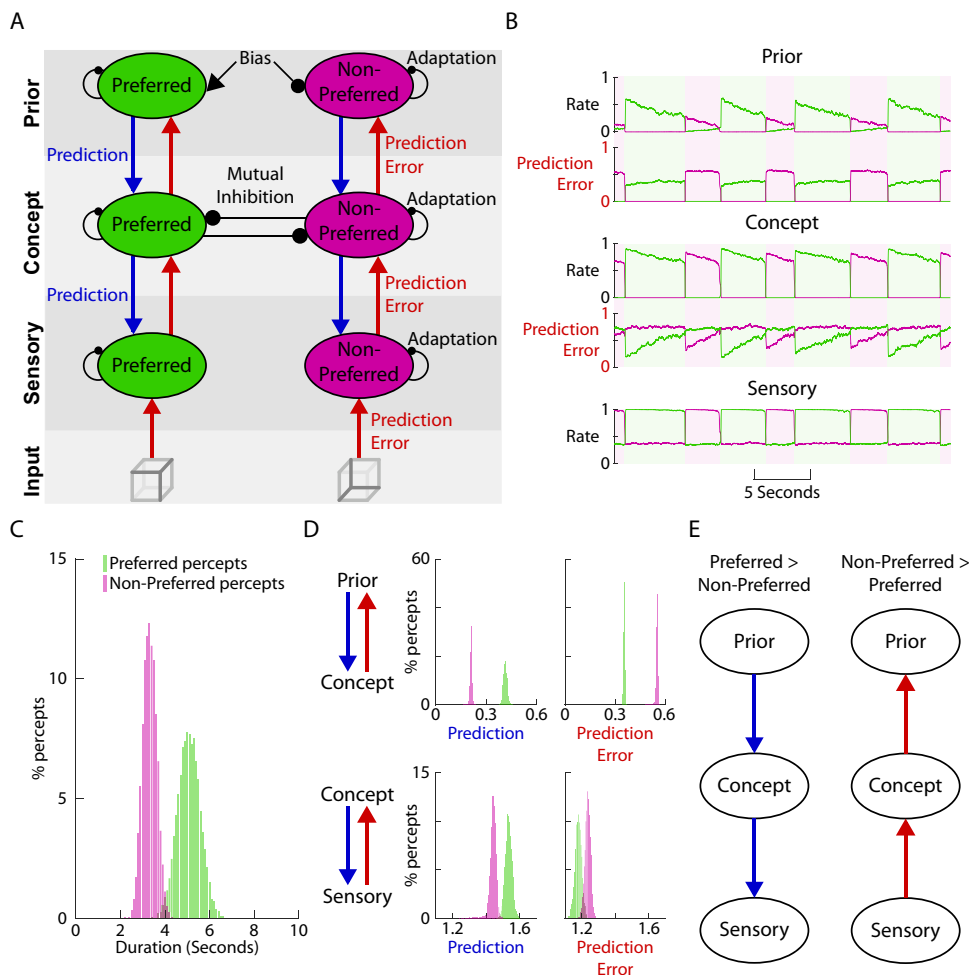 A
Prior
Concept
Sensory
Input
Bias
Preferred
Non-
Preferred
Adaptation
Prediction
Prediction
Error
Mutual
Inhibition
Preferred
Non-
Preferred
Adaptation
Prediction
Prediction
Error
Preferred
Non-
Preferred
Adaptation
Prediction
Error
B
Prior
1
Rate
0
Prediction
Error
1
0
Concept
1
Rate
0
Prediction
Error
1
0
Sensory
1
Rate
0
5 Seconds
C
Preferred percepts
Non-Preferred percepts
15
10
5
0
% percepts
0 2 4 6 8 10
Duration (Seconds)
D
Prior
Concept
60
0
% percepts
0 0.3 0.6
Prediction
0 0.3 0.6
Prediction
Error
Concept
Sensory
15
0
% percepts
1.2 1.6
Prediction
1.2 1.6
Prediction
Error
E
Preferred >
Non-Preferred
Prior
Concept
Sensory
Non-Preferred >
Preferred
Prior
Concept
Sensory